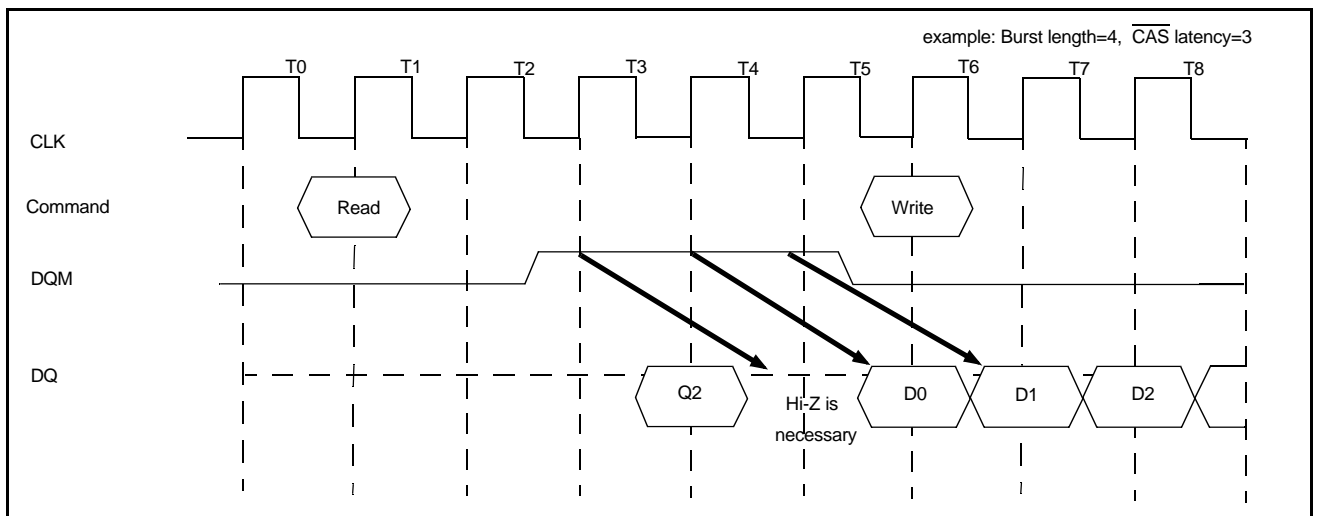 example: Burst length=4, CAS latency=3
T0 T1 T2 T3 T4 T5 T6 T7 T8
CLK
Command Read Write
DQM
DQ Q2 D0 D1 D2
Hi-Z is
necessary